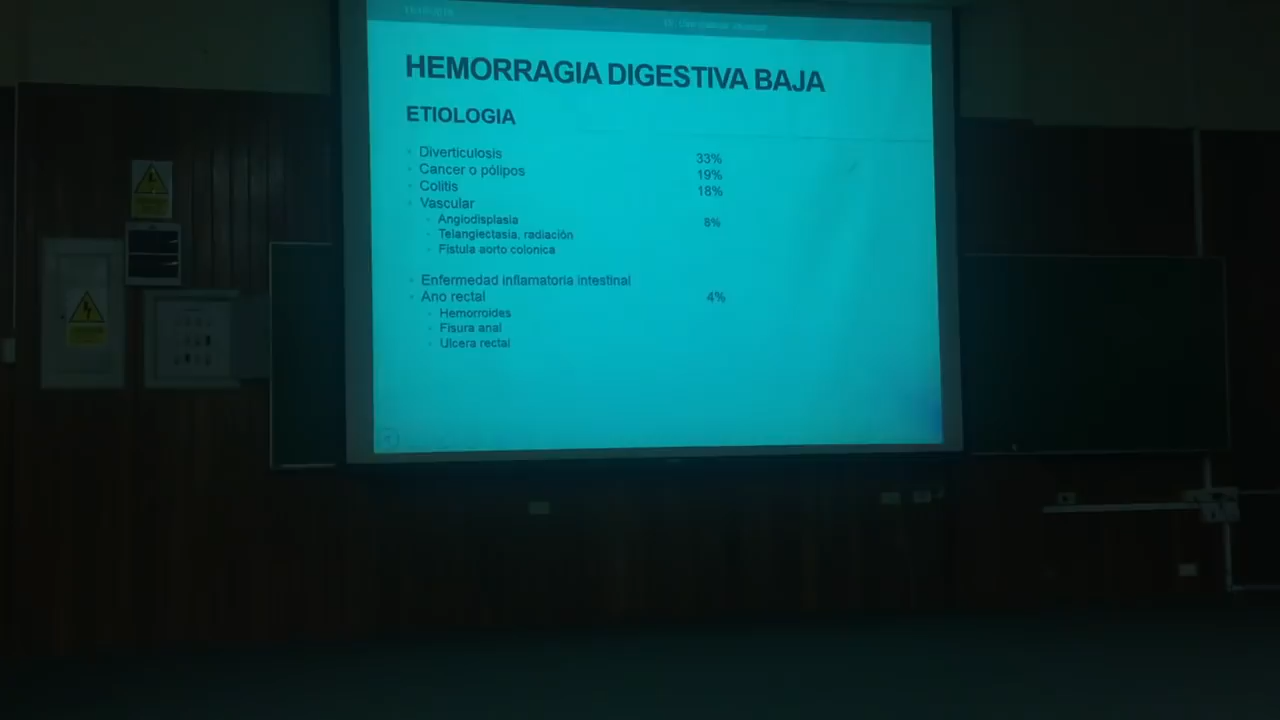 HEMORRAGIA DIGESTIVA BAJA
ETIOLOGIA
Diverticulosis 33%
Cancer o pólipos 19%
Colitis 18%
Vascular
Angiodisplasia 8%
Telangiectasia, radiación
Fistula aorto colonica
Enfermedad inflamatoria intestinal
Ano rectal 4%
Hemorroides
Fisura anal
Ulcera rectal